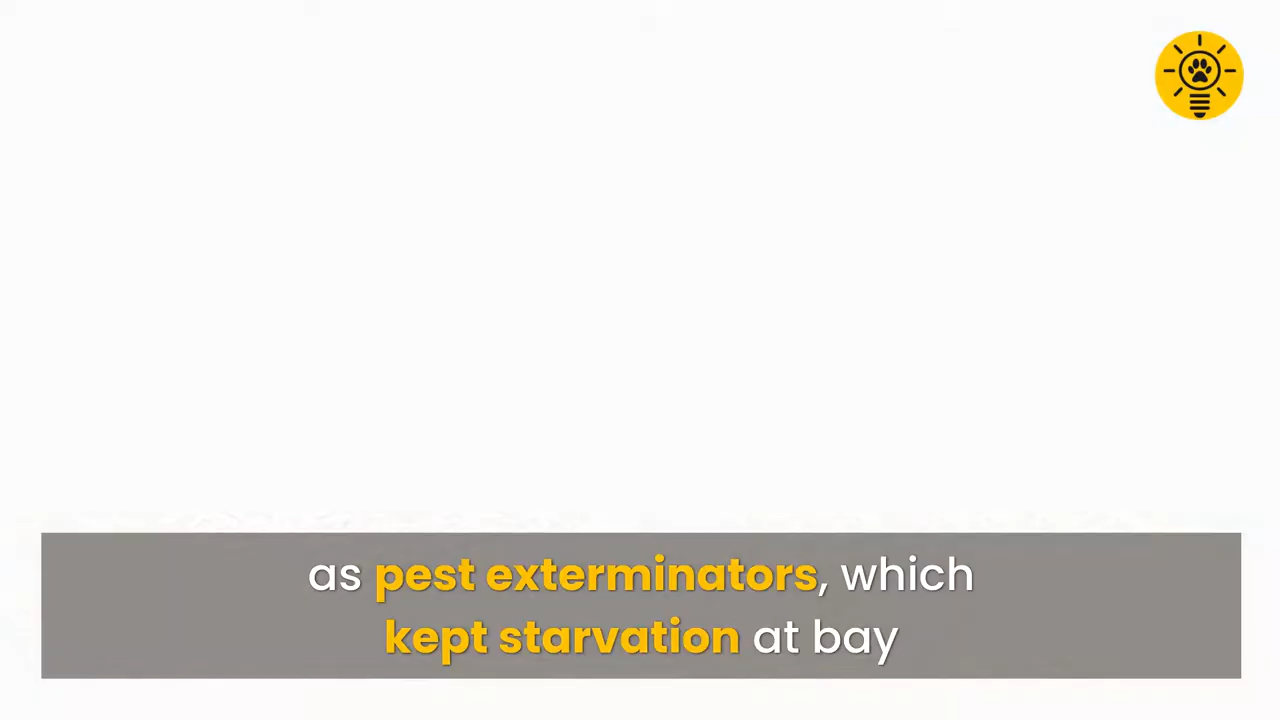 as pest exterminators, which
kept starvation at bay